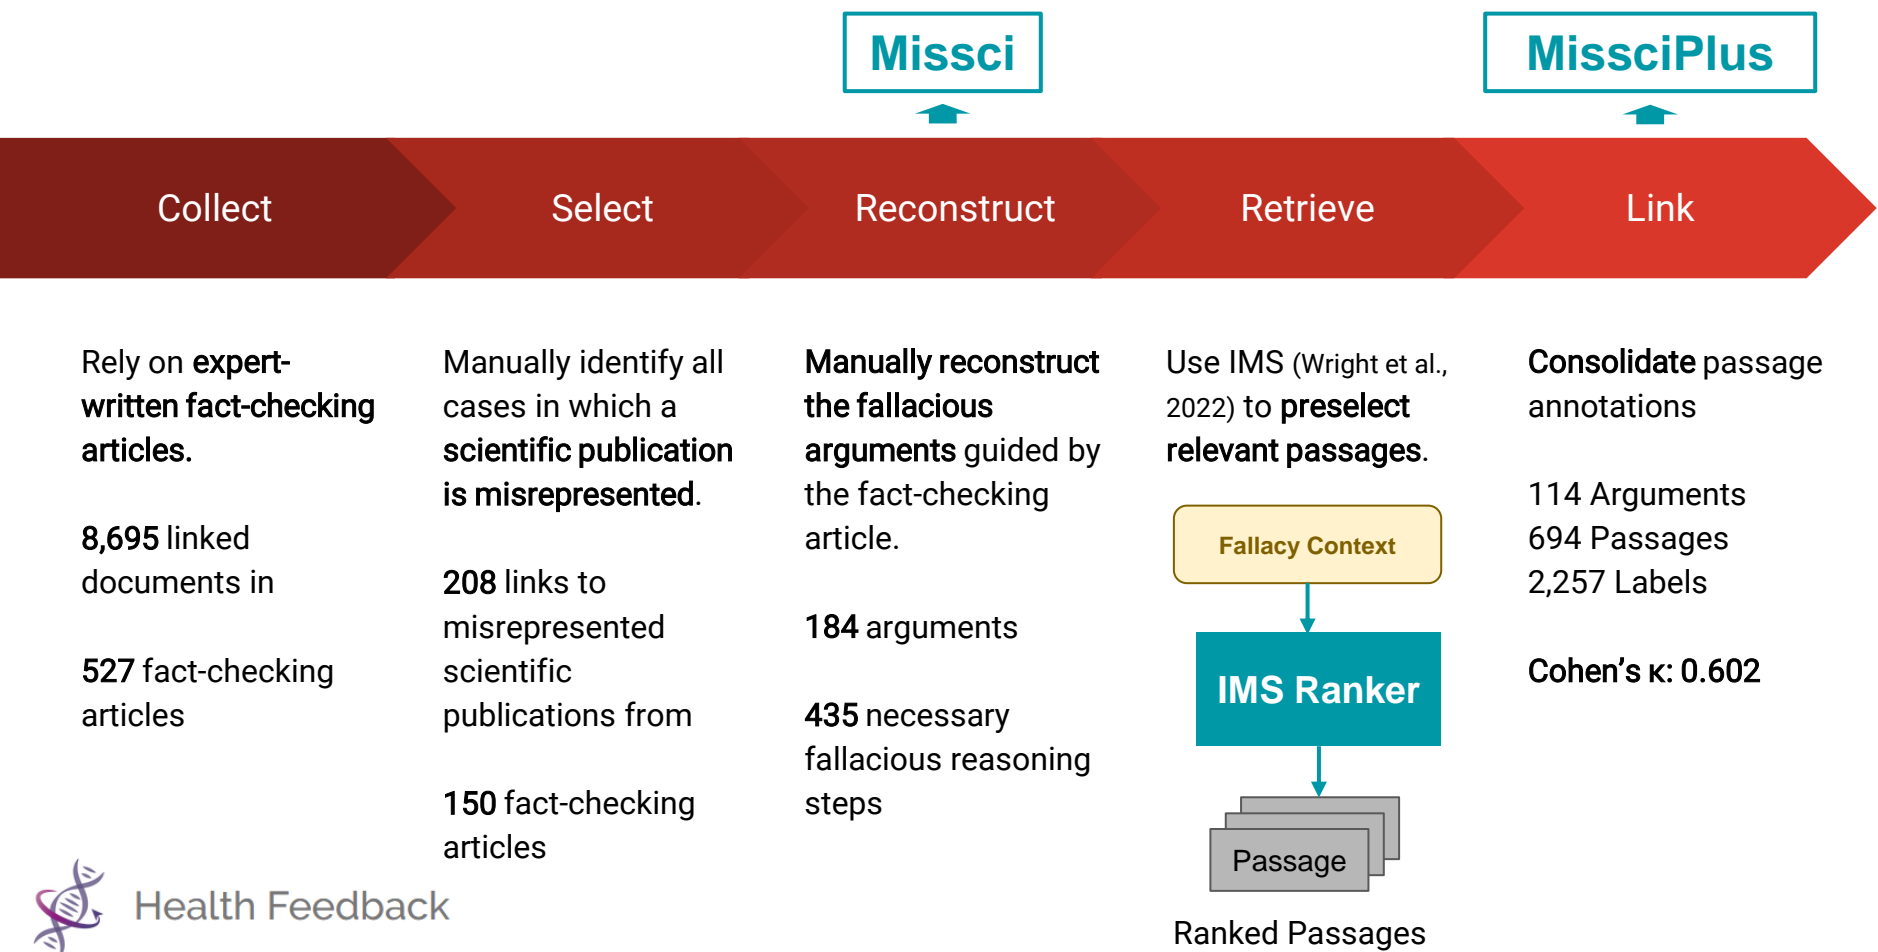 Missci
MissciPlus
Collect
Select
Reconstruct
Retrieve
Link
Rely on expert-
written fact-checking
articles.
8,695 linked
documents in
527 fact-checking
articles
Manually identify all
cases in which a
scientific publication
is misrepresented.
208 links to
misrepresented
scientific
publications from
150 fact-checking
articles
Manually reconstruct
the fallacious
arguments guided by
the fact-checking
article.
184 arguments
435 necessary
fallacious reasoning
steps
Use IMS (Wright et al.,
2022) to preselect
relevant passages.
Fallacy Context
IMS Ranker
Passage
Ranked Passages
Consolidate passage
annotations
114 Arguments
694 Passages
2,257 Labels
Cohen’s κ: 0.602
Health Feedback